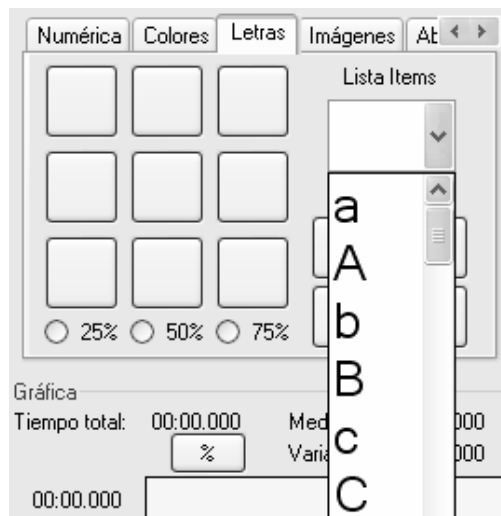 Numérica Colores Letras Imágenes
Lista Items
a
A
b
B
c
C
25% 50% 75%
Gráfica
Tiempo total: 00:00.000
%
00:00.000